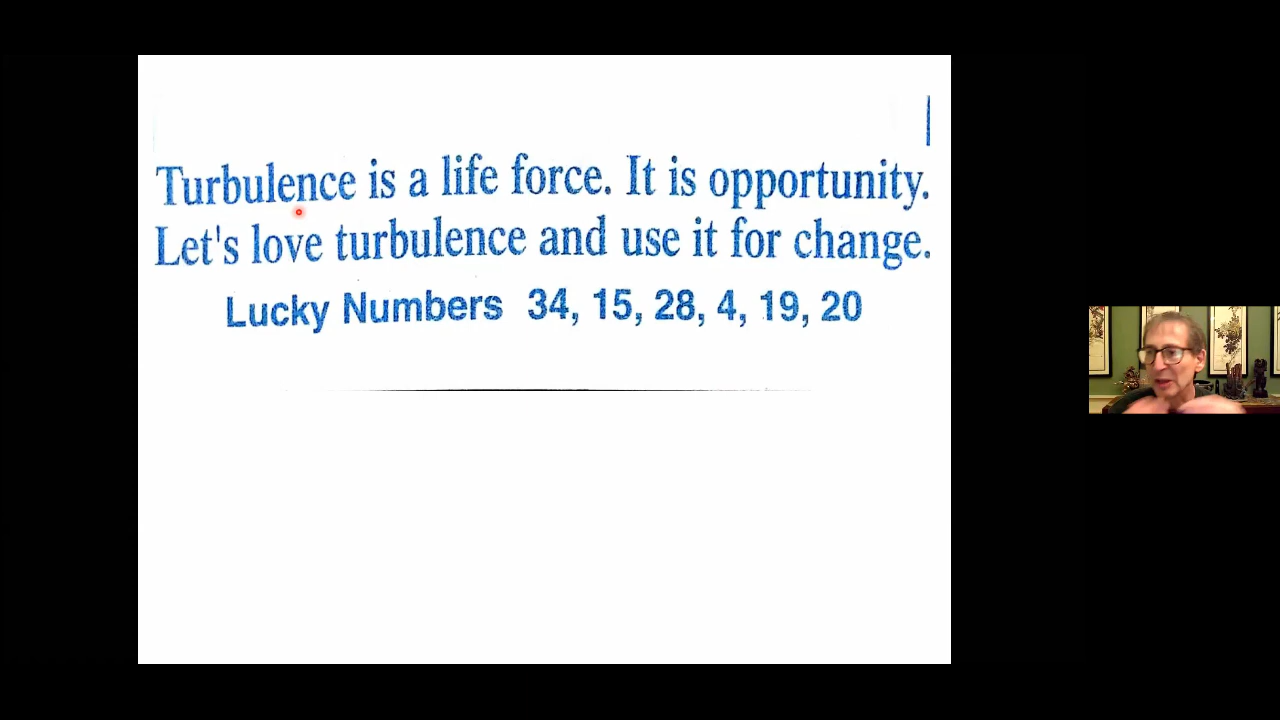 Turbulence is a life force. It is opportunity.
Let's love turbulence and use it for change.
Lucky Numbers 34, 15, 28, 4, 19, 20